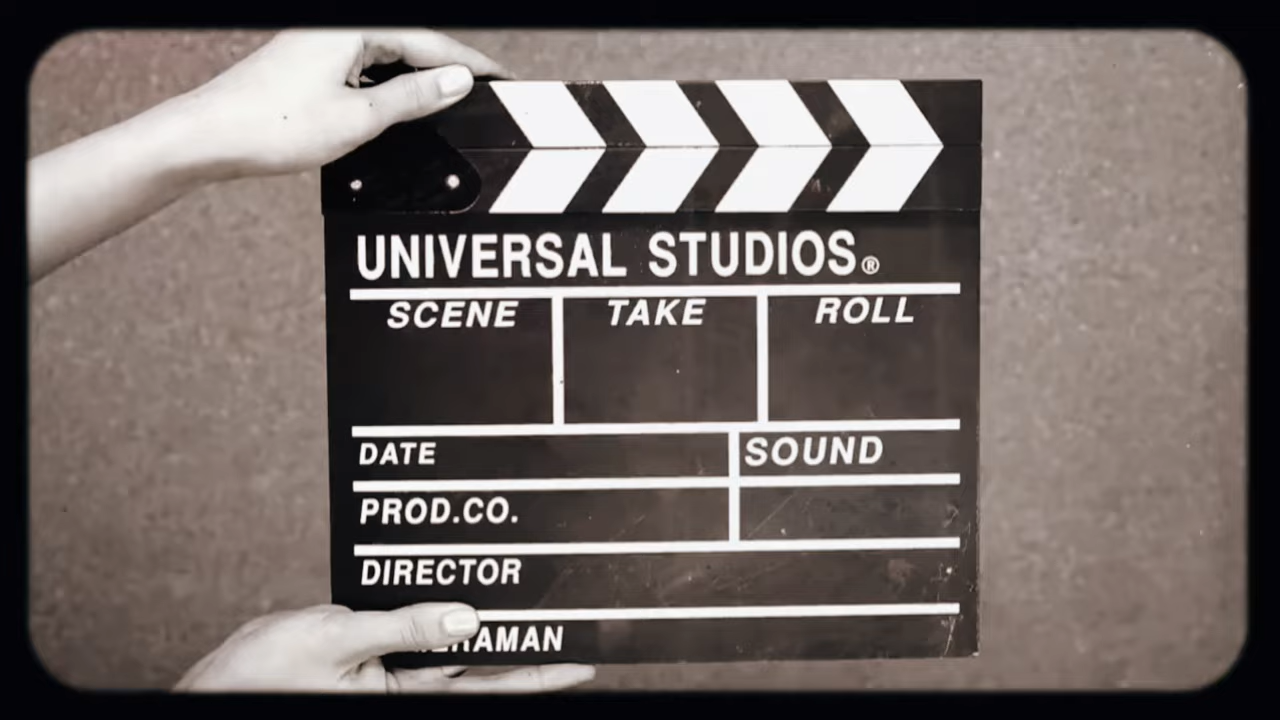 UNIVERSAL STUDIOS®
SCENE TAKE ROLL
DATE SOUND
PROD.CO.
DIRECTOR